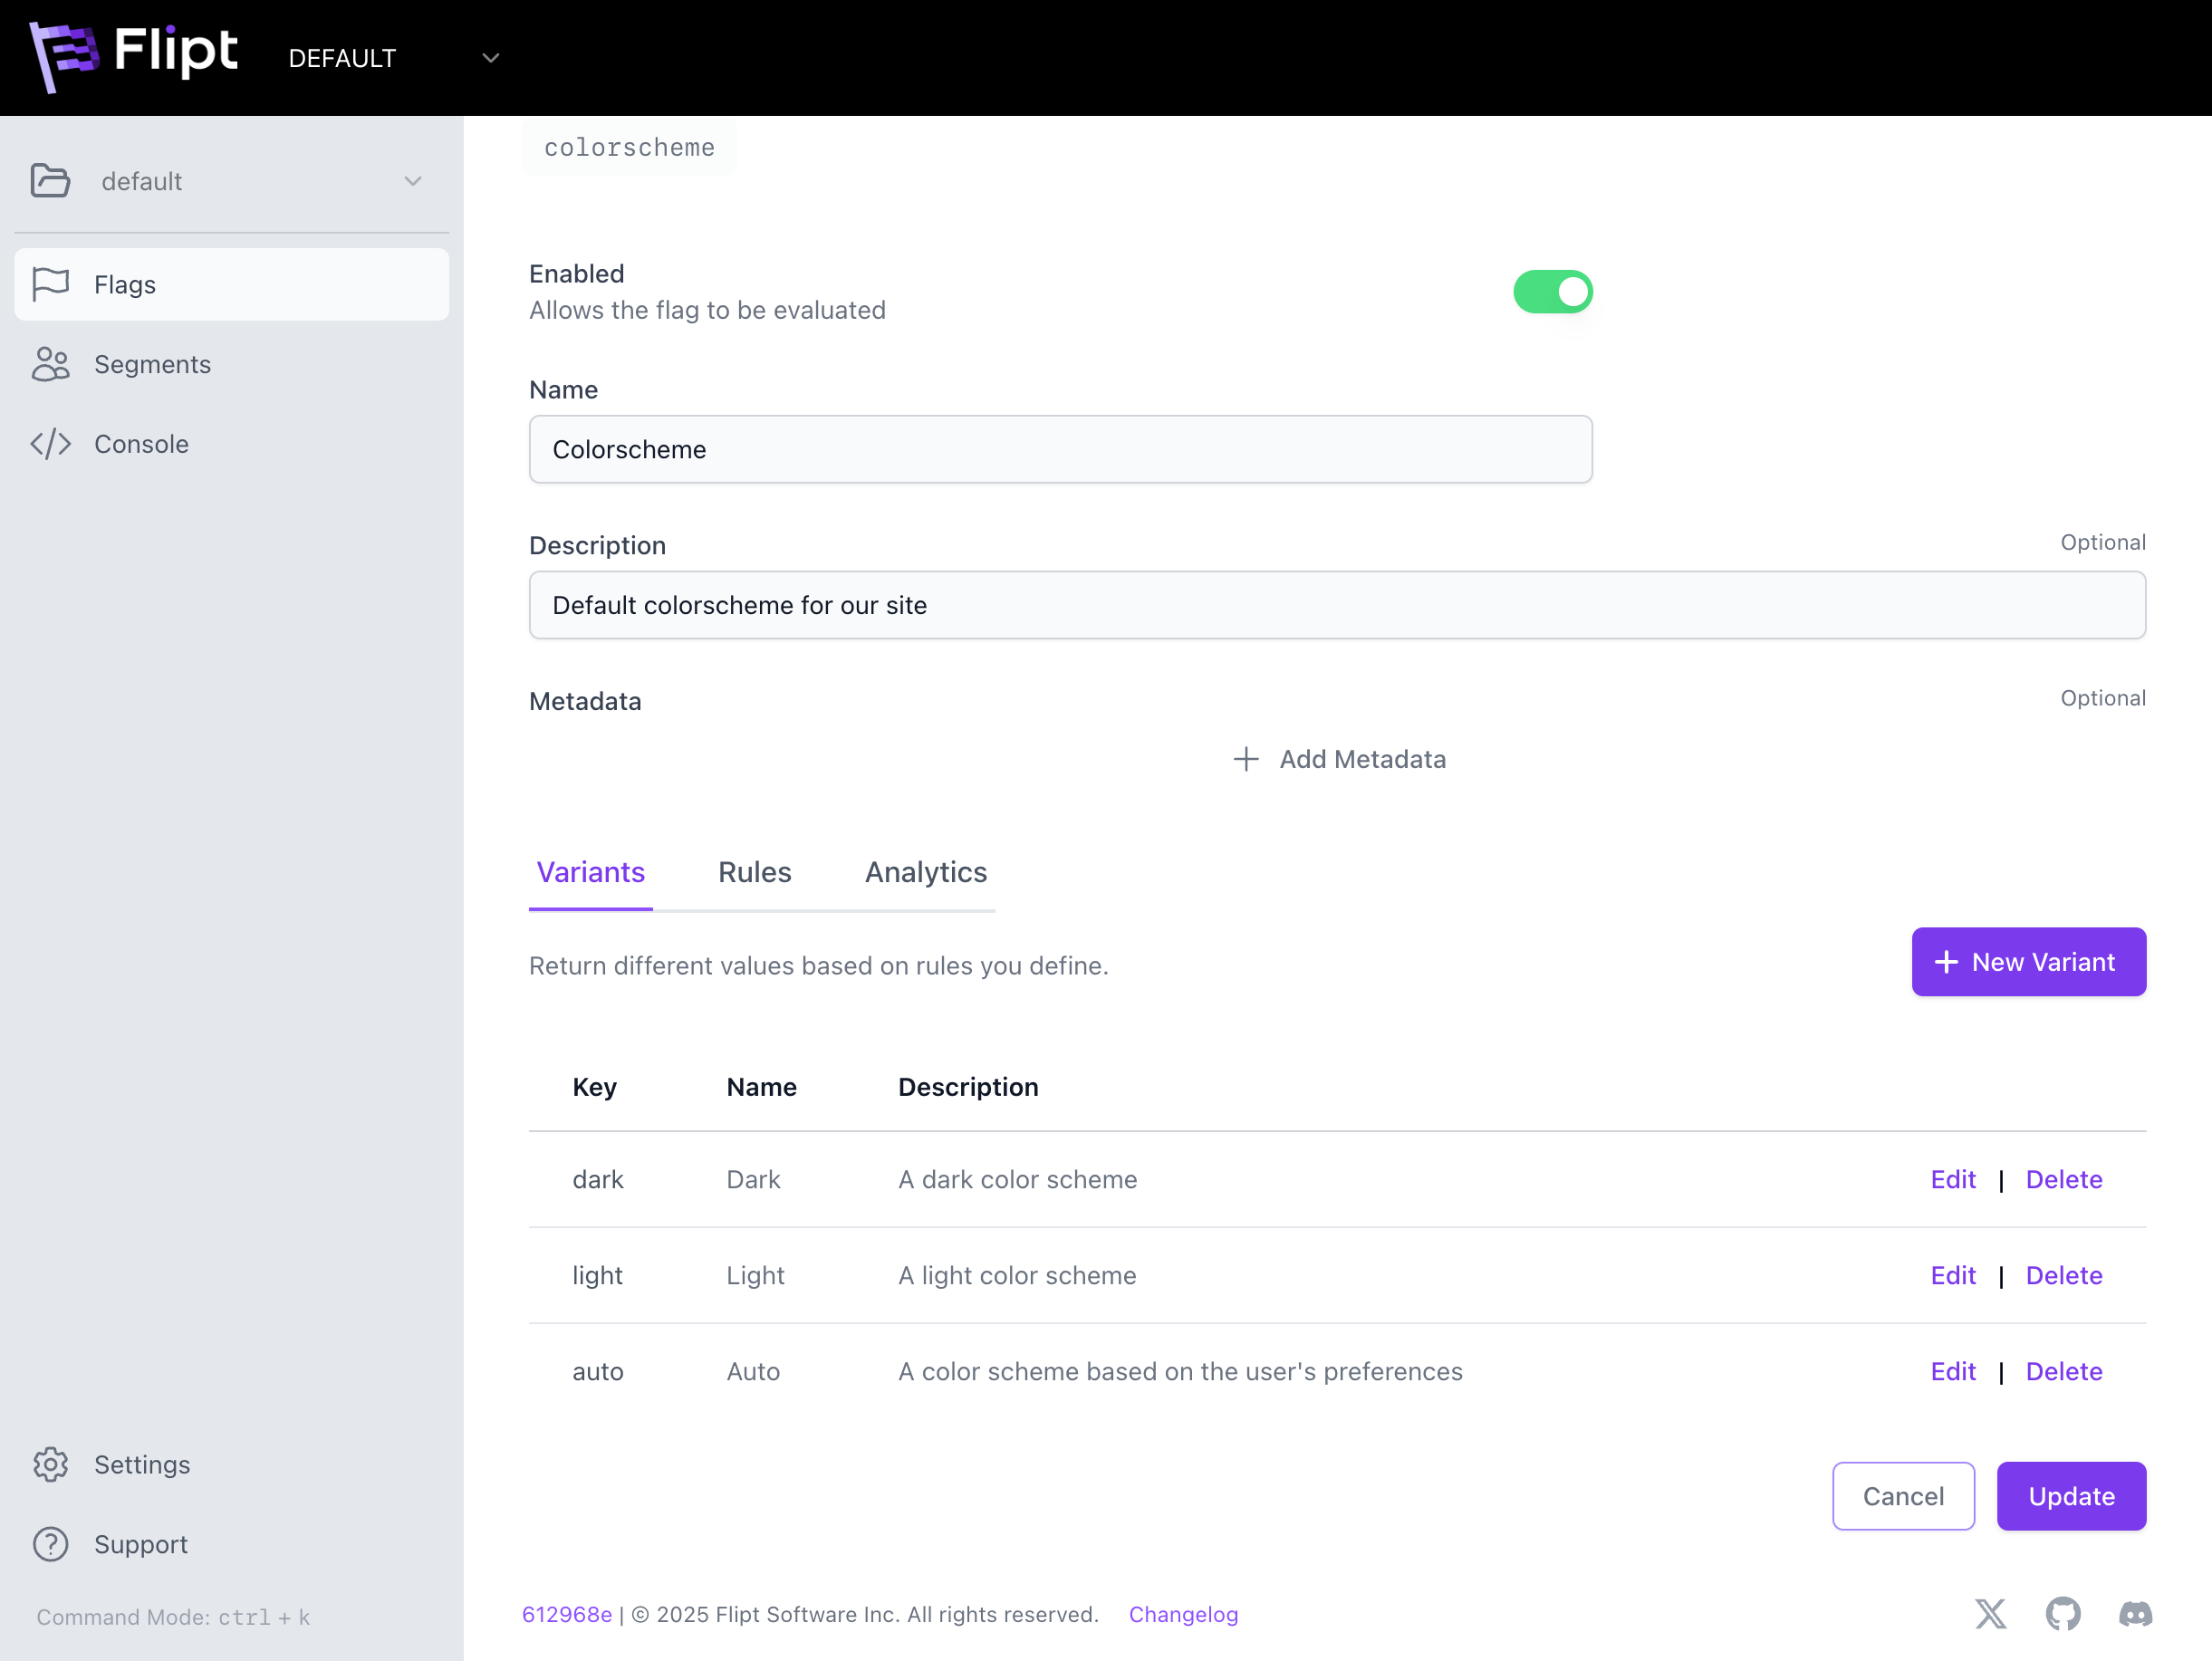 Flipt
DEFAULT
default
Flags
Segments
Console
Settings
Support
Command Mode: ctrl + k
colorscheme
Enabled
Allows the flag to be evaluated
Name
Colorscheme
Description Optional
Default colorscheme for our site
Metadata Optional
Add Metadata
Variants Rules Analytics
Return different values based on rules you define.
New Variant
Key Name Description
dark Dark A dark color scheme Edit | Delete
light Light A light color scheme Edit | Delete
auto Auto A color scheme based on the user's preferences Edit | Delete
Cancel Update
612968e | © 2025 Flipt Software Inc. All rights reserved. Changelog